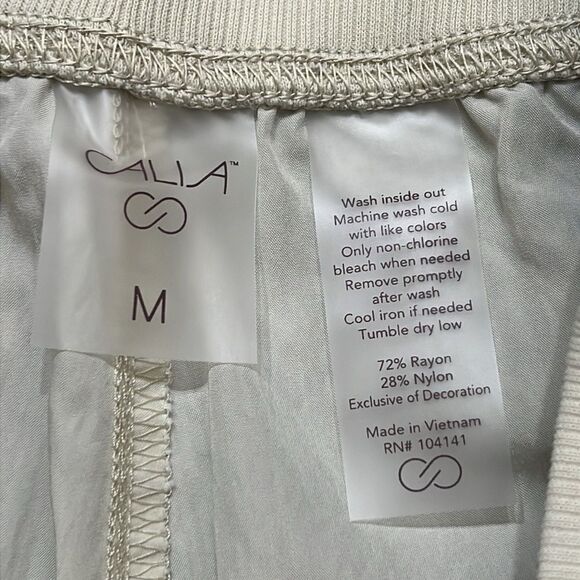 CALIA™
M
Wash inside out
Machine wash cold
with like colors
Only non-chlorine
bleach when needed
Remove promptly
after wash
Cool iron if needed
Tumble dry low
72% Rayon
28% Nylon
Exclusive of Decoration
Made in Vietnam
RN# 104141